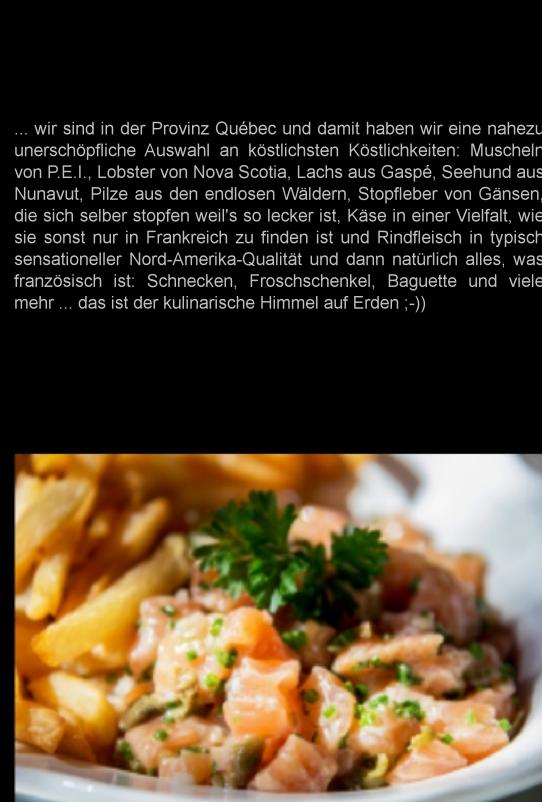 ... wir sind in der Provinz Québec und damit haben wir eine nahezu
unerschöpfliche Auswahl an köstlichsten Köstlichkeiten: Muscheln
von P.E.I., Lobster von Nova Scotia, Lachs aus Gaspé, Seehund aus
Nunavut, Pilze aus den endlosen Wäldern, Stopfleber von Gänsen,
die sich selber stopfen weil's so lecker ist, Käse in einer Vielfalt, wie
sie sonst nur in Frankreich zu finden ist und Rindfleisch in typisch
sensationeller Nord-Amerika-Qualität und dann natürlich alles, was
französisch ist: Schnecken, Froschschenkel, Baguette und viele
mehr ... das ist der kulinarische Himmel auf Erden ;-))